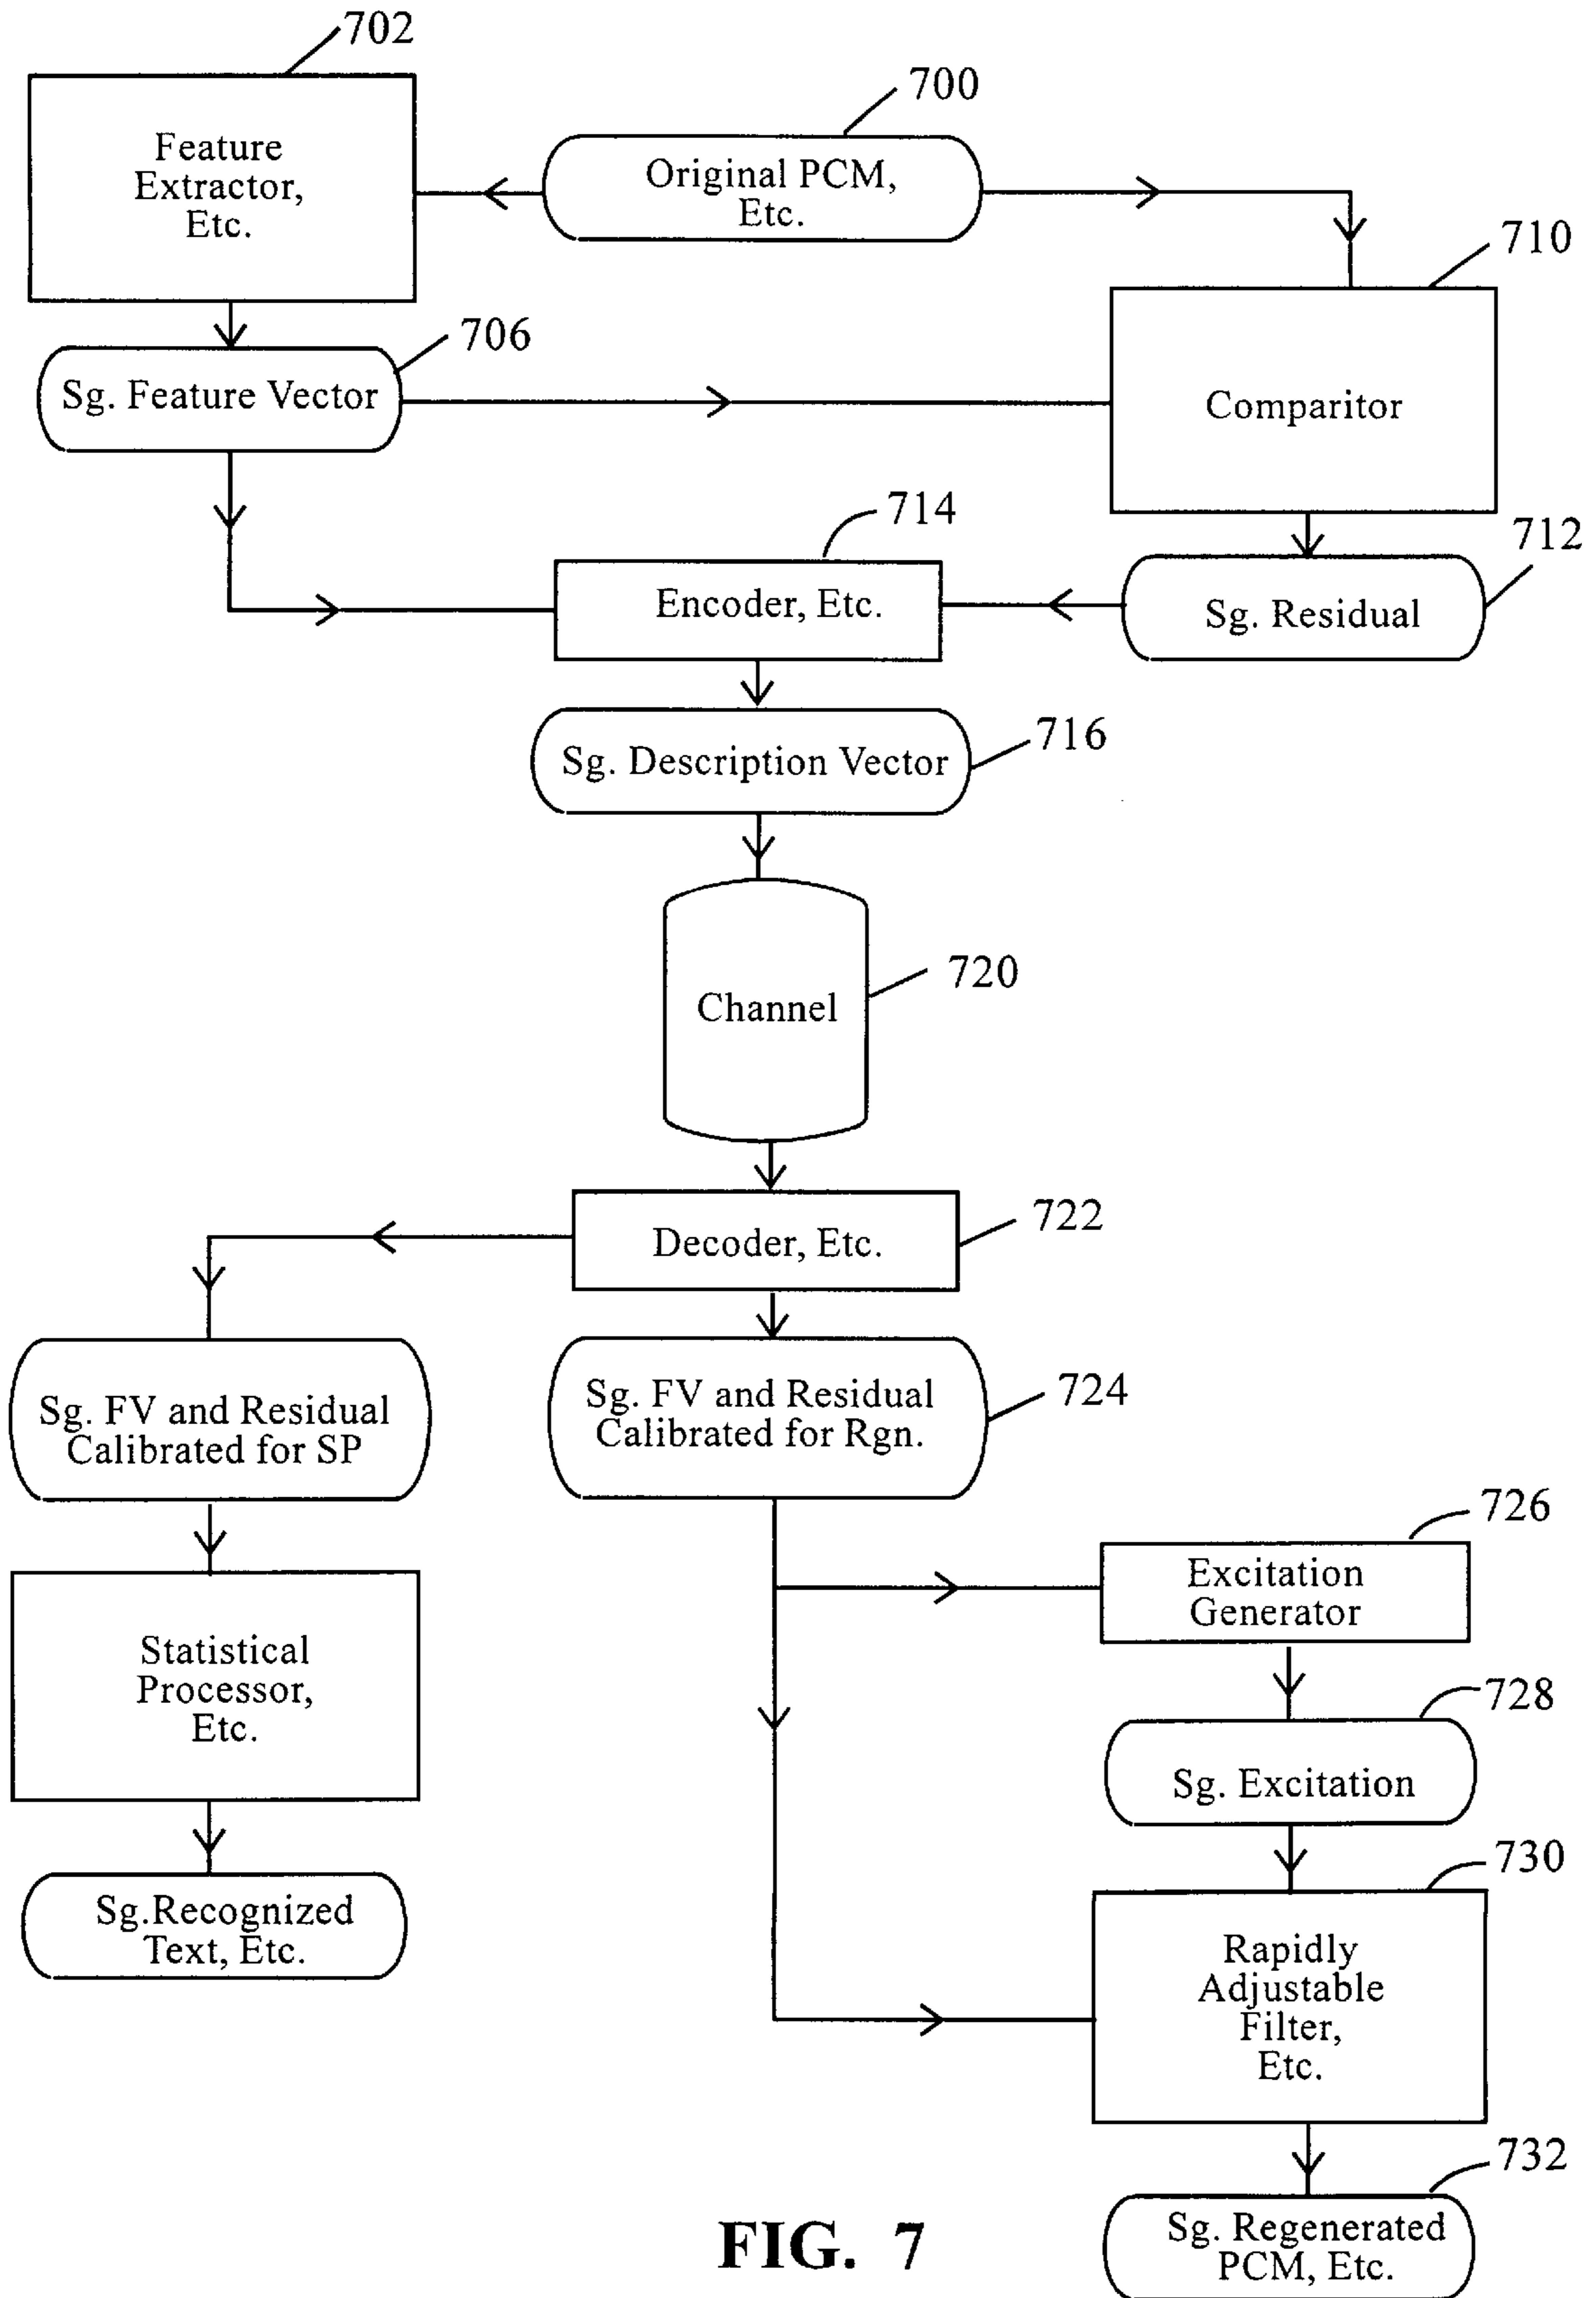 702
700
Feature
Extractor,
Etc.
Original PCM,
Etc.
710
706
Sg. Feature Vector
Comparitor
714
712
Encoder, Etc.
Sg. Residual
716
Sg. Description Vector
720
Channel
722
Decoder, Etc.
Sg. FV and Residual
Calibrated for SP
Sg. FV and Residual
Calibrated for Rgn.
724
726
Excitation
Generator
Statistical
Processor,
Etc.
728
Sg. Excitation
730
Sg.Recognized
Text, Etc.
Rapidly
Adjustable
Filter,
Etc.
732
Sg. Regenerated
PCM, Etc.
FIG. 7